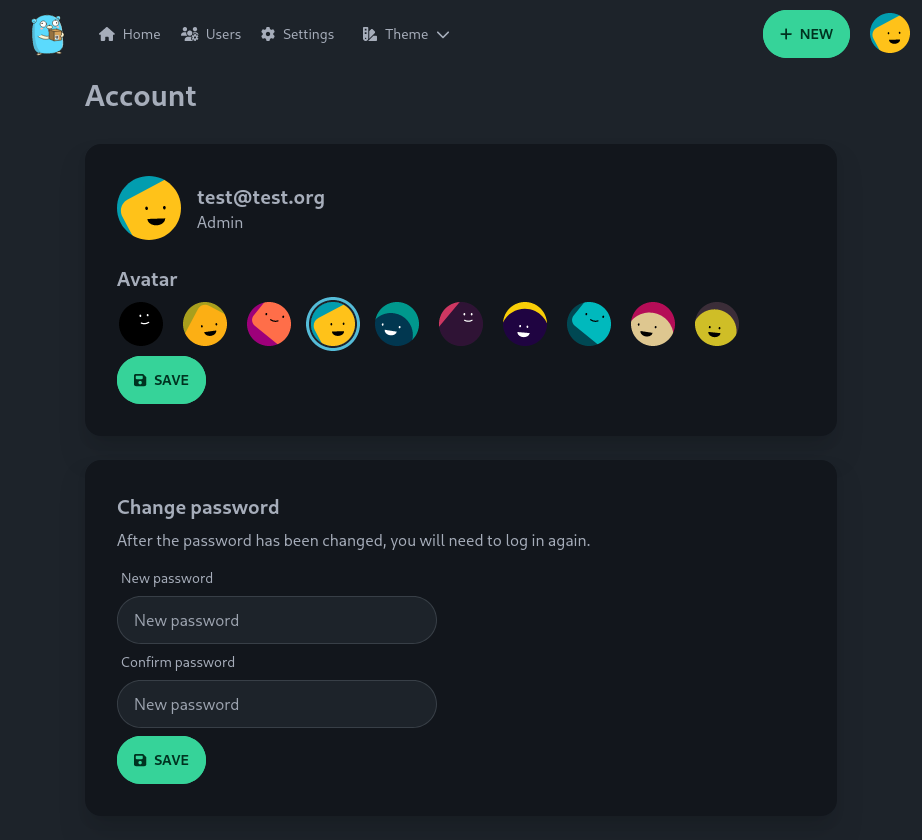 Home Users Settings Theme NEW
Account
test@test.org
Admin
Avatar
SAVE
Change password
After the password has been changed, you will need to log in again.
New password
New password
Confirm password
New password
SAVE